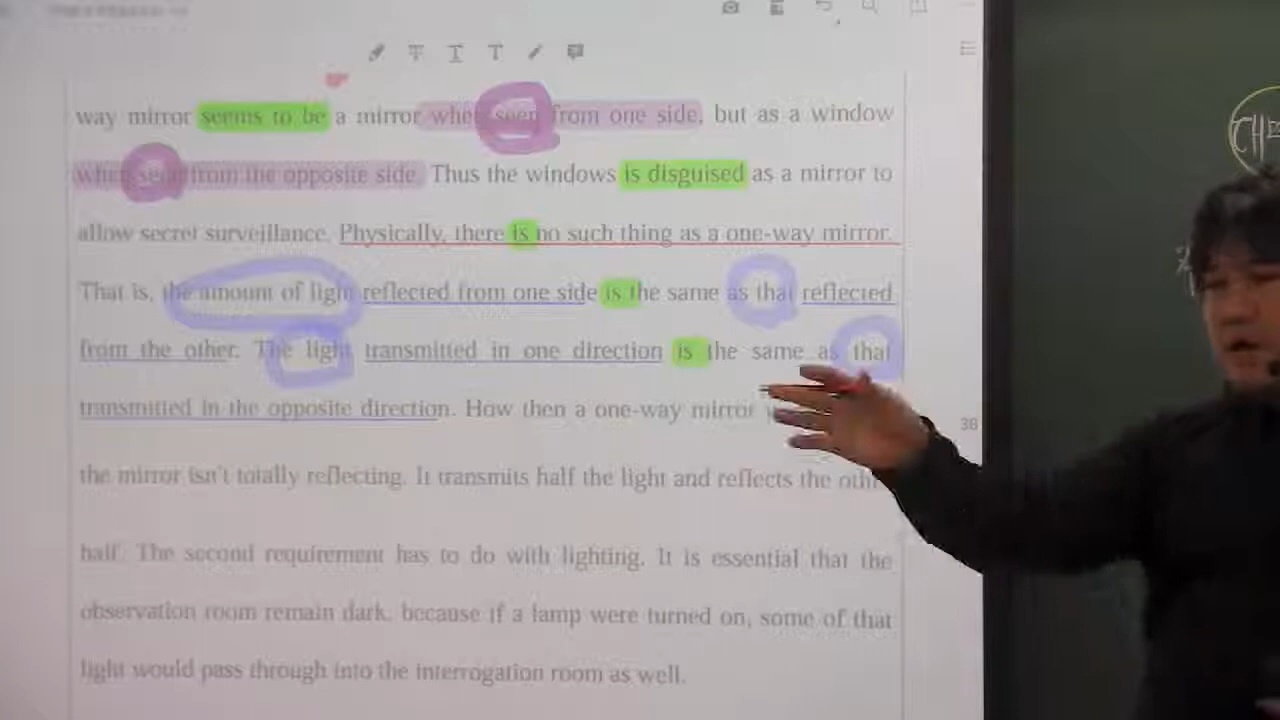 way mirror seems to be a mirror when seen from one side, but as a window
when seen from the opposite side. Thus the windows is disguised as a mirror to
allow secret surveillance. Physically, there is no such thing as a one-way mirror.
That is, the amount of light reflected from one side is the same as that reflected
from the other. The light transmitted in one direction is the same as that
transmitted in the opposite direction. How then a one-way mirror
38
the mirror isn't totally reflecting. It transmits half the light and reflects the
half. The second requirement has to do with lighting. It is essential that the
observation room remain dark, because if a lamp were turned on, some of that
light would pass through into the interrogation room as well.